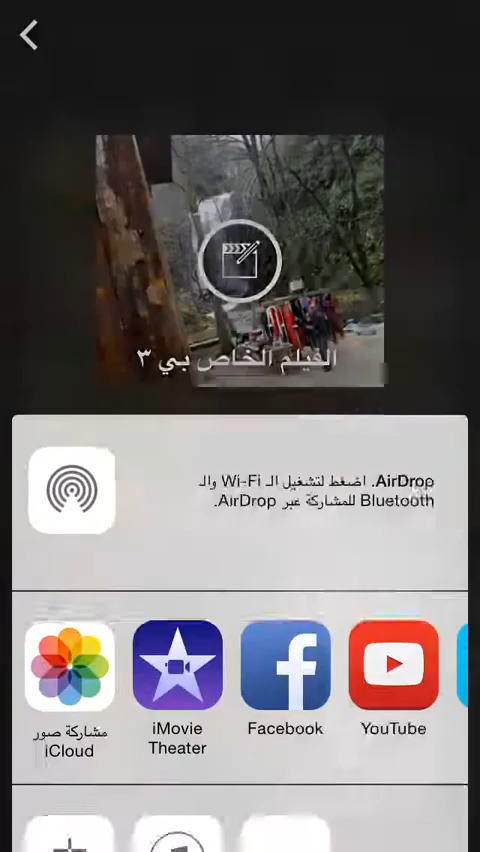 الفيلم الخاص بي ٣
AirDrop. اضغط لتشغيل الـ Wi-Fi والـ
Bluetooth للمشاركة عبر AirDrop.
مشاركة صور
iCloud
iMovie
Theater
Facebook
YouTube